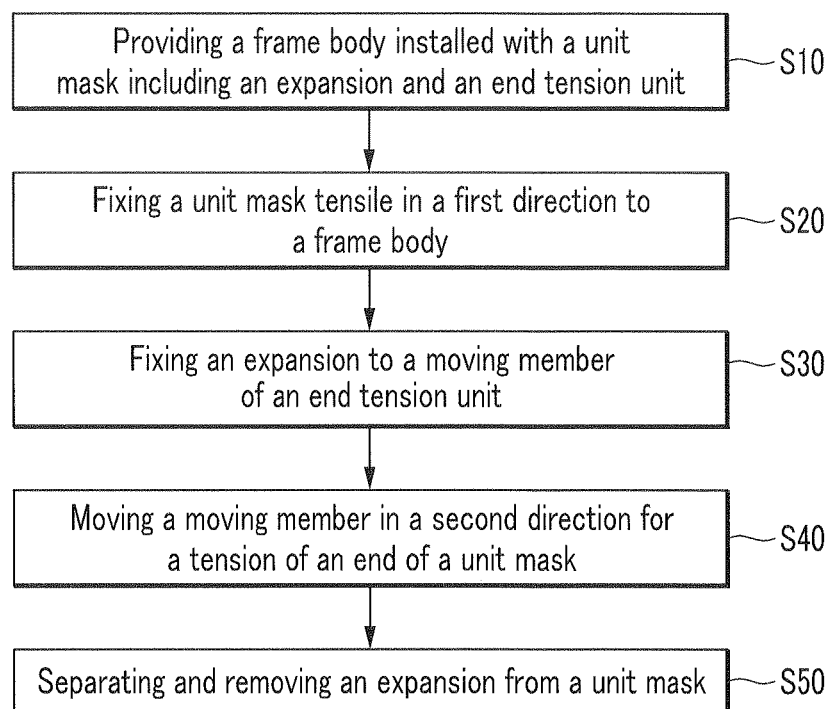 Providing a frame body installed with a unit
mask including an expansion and an end tension unit
S10
Fixing a unit mask tensile in a first direction to
a frame body
S20
Fixing an expansion to a moving member
of an end tension unit
S30
Moving a moving member in a second direction for
a tension of an end of a unit mask
S40
Separating and removing an expansion from a unit mask
S50